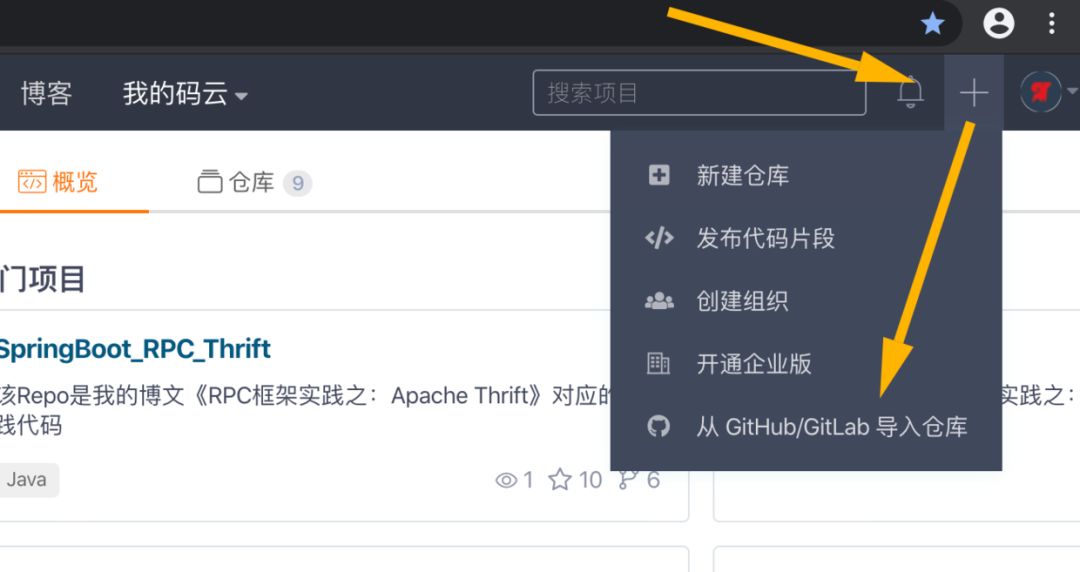 博客
我的码云
搜索项目
概览
仓库 9
新建仓库
发布代码片段
创建组织
开通企业版
从 GitHub/GitLab 导入仓库
门项目
SpringBoot_RPC_Thrift
该Repo是我的博文《RPC框架实践之：Apache Thrift》对应的
践代码
实践之：
Java
1 10 6